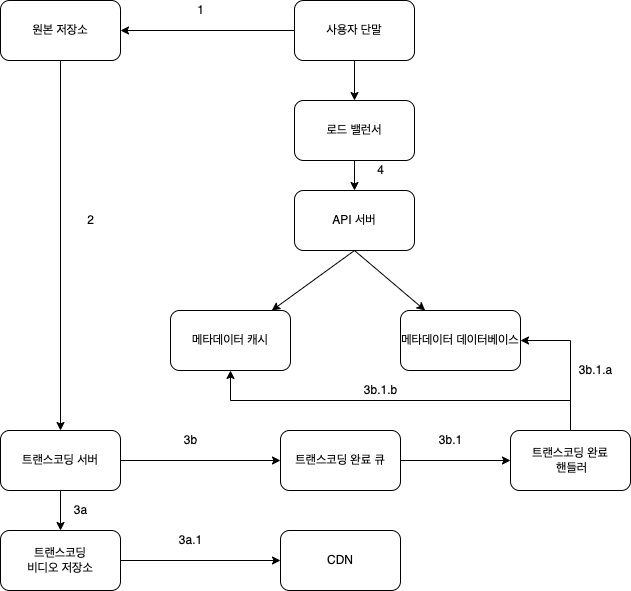 1
원본 저장소
사용자 단말
로드 밸런서
4
2
API 서버
메타데이터 캐시
메타데이터 데이터베이스
3b.1.a
3b.1.b
3b
3b.1
트랜스코딩 서버
트랜스코딩 완료 큐
트랜스코딩 완료
핸들러
3a
3a.1
트랜스코딩
비디오 저장소
CDN